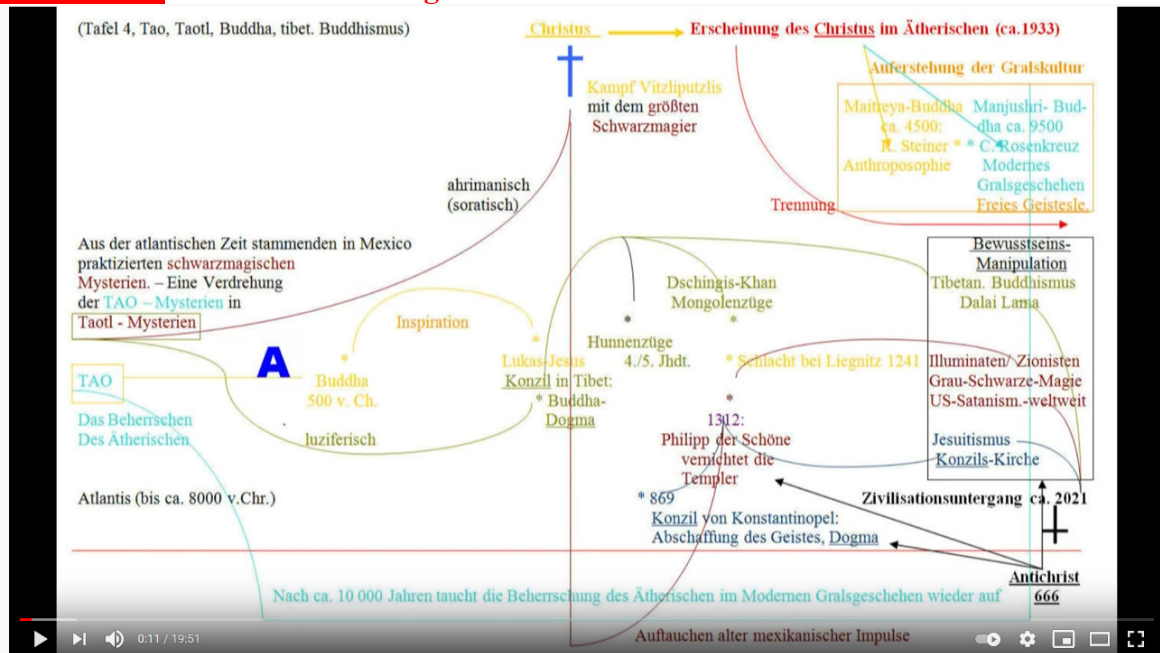 (Tafel 4, Tao, Taotl, Buddha, tibet. Buddhismus)
Christus
Erscheinung des Christus im Ätherischen (ca.1933)
Auferstehung der Gralskultur
Kampf Vitzliputzlis
mit dem größten
Schwarzmagier
Maitreya-Buddha
ca. 4500:
R. Steiner *
Anthroposophie
Manjushri- Bud-
dha ca. 9500
* C. Rosenkreuz
Modernes
Gralsgeschehen
Freies Geistesle.
ahrimanisch
(soratisch)
Trennung
Aus der atlantischen Zeit stammenden in Mexico
praktizierten schwarzmagischen
Mysterien. – Eine Verdrehung
der TAO – Mysterien in
Taotl - Mysterien
Bewusstseins-
Manipulation
Tibetan. Buddhismus
Dalai Lama
Dschingis-Khan
Mongolenzüge
*
Inspiration
*
Hunnenzüge
4./5. Jhdt.
A
TAO
*
Buddha
500 v. Ch.
*
Lukas-Jesus
Konzil in Tibet:
* Buddha-
Dogma
* Schlacht bei Liegnitz 1241
Illuminaten/ Zionisten
Grau-Schwarze-Magie
US-Satanism.-weltweit
Das Beherrschen
Des Ätherischen
luziferisch
*
1312:
Philipp der Schöne
vernichtet die
Templer
Jesuitismus
Konzils-Kirche
Atlantis (bis ca. 8000 v.Chr.)
* 869
Konzil von Konstantinopel:
Abschaffung des Geistes, Dogma
Zivilisationsuntergang ca. 2021
Antichrist
666
Nach ca. 10 000 Jahren taucht die Beherrschung des Ätherischen im Modernen Gralsgeschehen wieder auf
Auftauchen alter mexikanischer Impulse
0:11 / 19:51